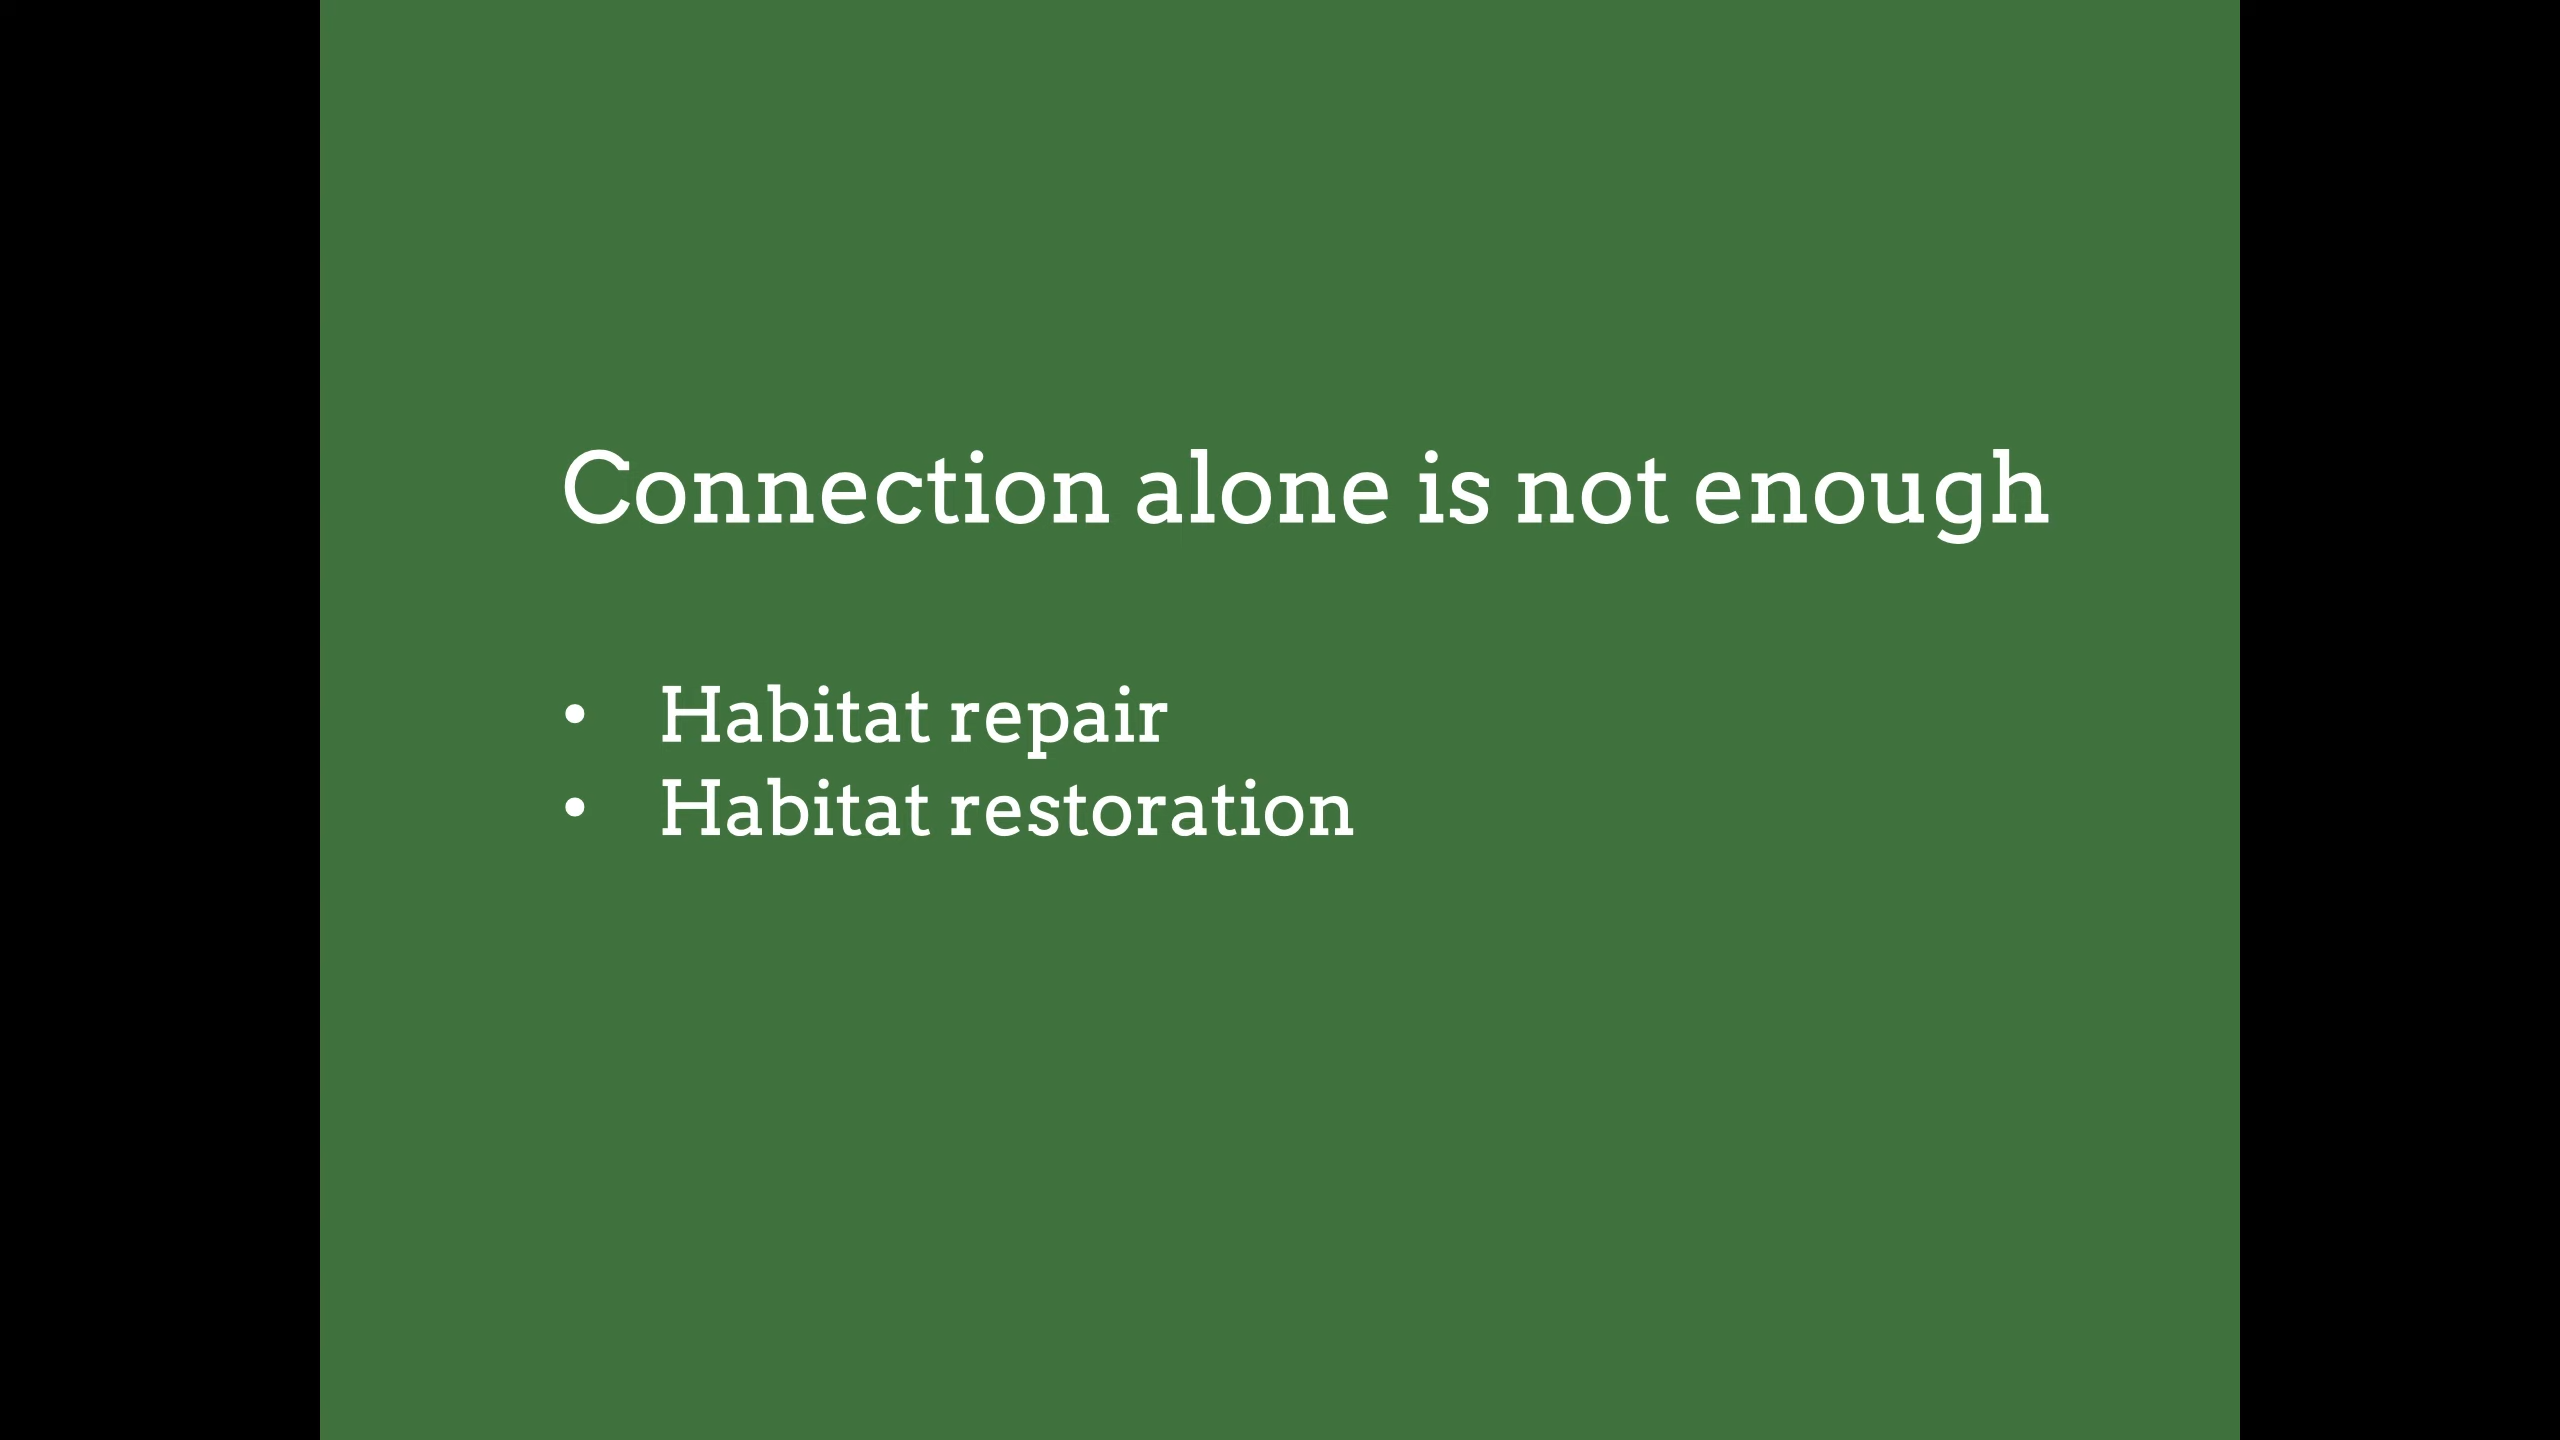 Connection alone is not enough
• Habitat repair
• Habitat restoration